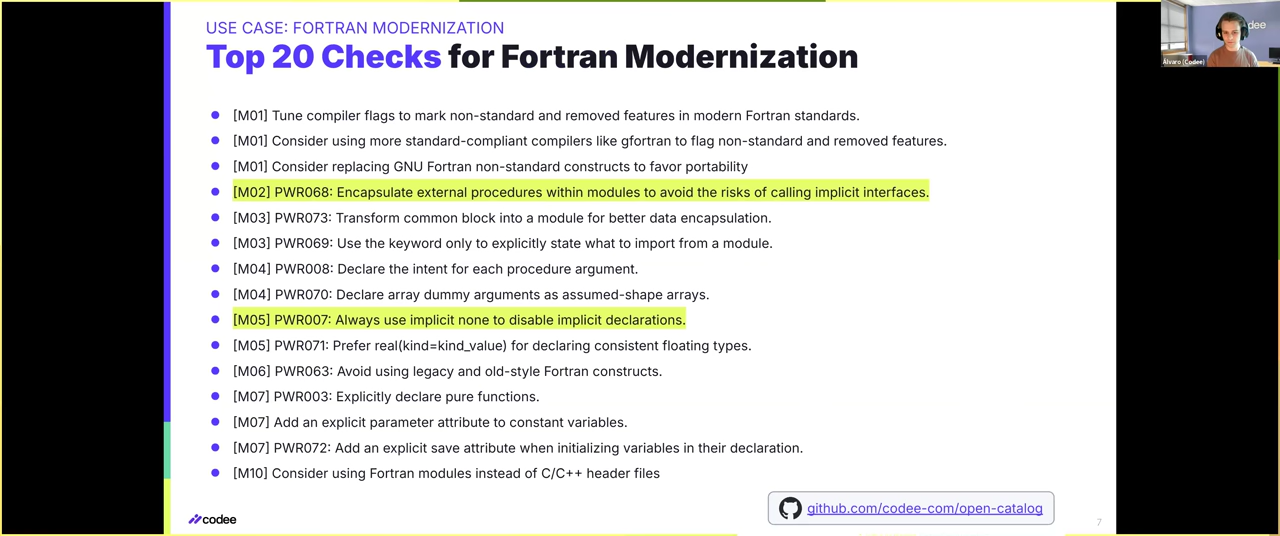 USE CASE: FORTRAN MODERNIZATION
Top 20 Checks for Fortran Modernization
dee
Álvaro (Codee)
[M01] Tune compiler flags to mark non-standard and removed features in modern Fortran standards.
[M01] Consider using more standard-compliant compilers like gfortran to flag non-standard and removed features.
[M01] Consider replacing GNU Fortran non-standard constructs to favor portability
[M02] PWR068: Encapsulate external procedures within modules to avoid the risks of calling implicit interfaces.
[M03] PWR073: Transform common block into a module for better data encapsulation.
[M03] PWR069: Use the keyword only to explicitly state what to import from a module.
[M04] PWR008: Declare the intent for each procedure argument.
[M04] PWR070: Declare array dummy arguments as assumed-shape arrays.
[M05] PWR007: Always use implicit none to disable implicit declarations.
[M05] PWR071: Prefer real(kind=kind_value) for declaring consistent floating types.
[M06] PWR063: Avoid using legacy and old-style Fortran constructs.
[M07] PWR003: Explicitly declare pure functions.
[M07] Add an explicit parameter attribute to constant variables.
[M07] PWR072: Add an explicit save attribute when initializing variables in their declaration.
[M10] Consider using Fortran modules instead of C/C++ header files
github.com/codee-com/open-catalog
codee
7